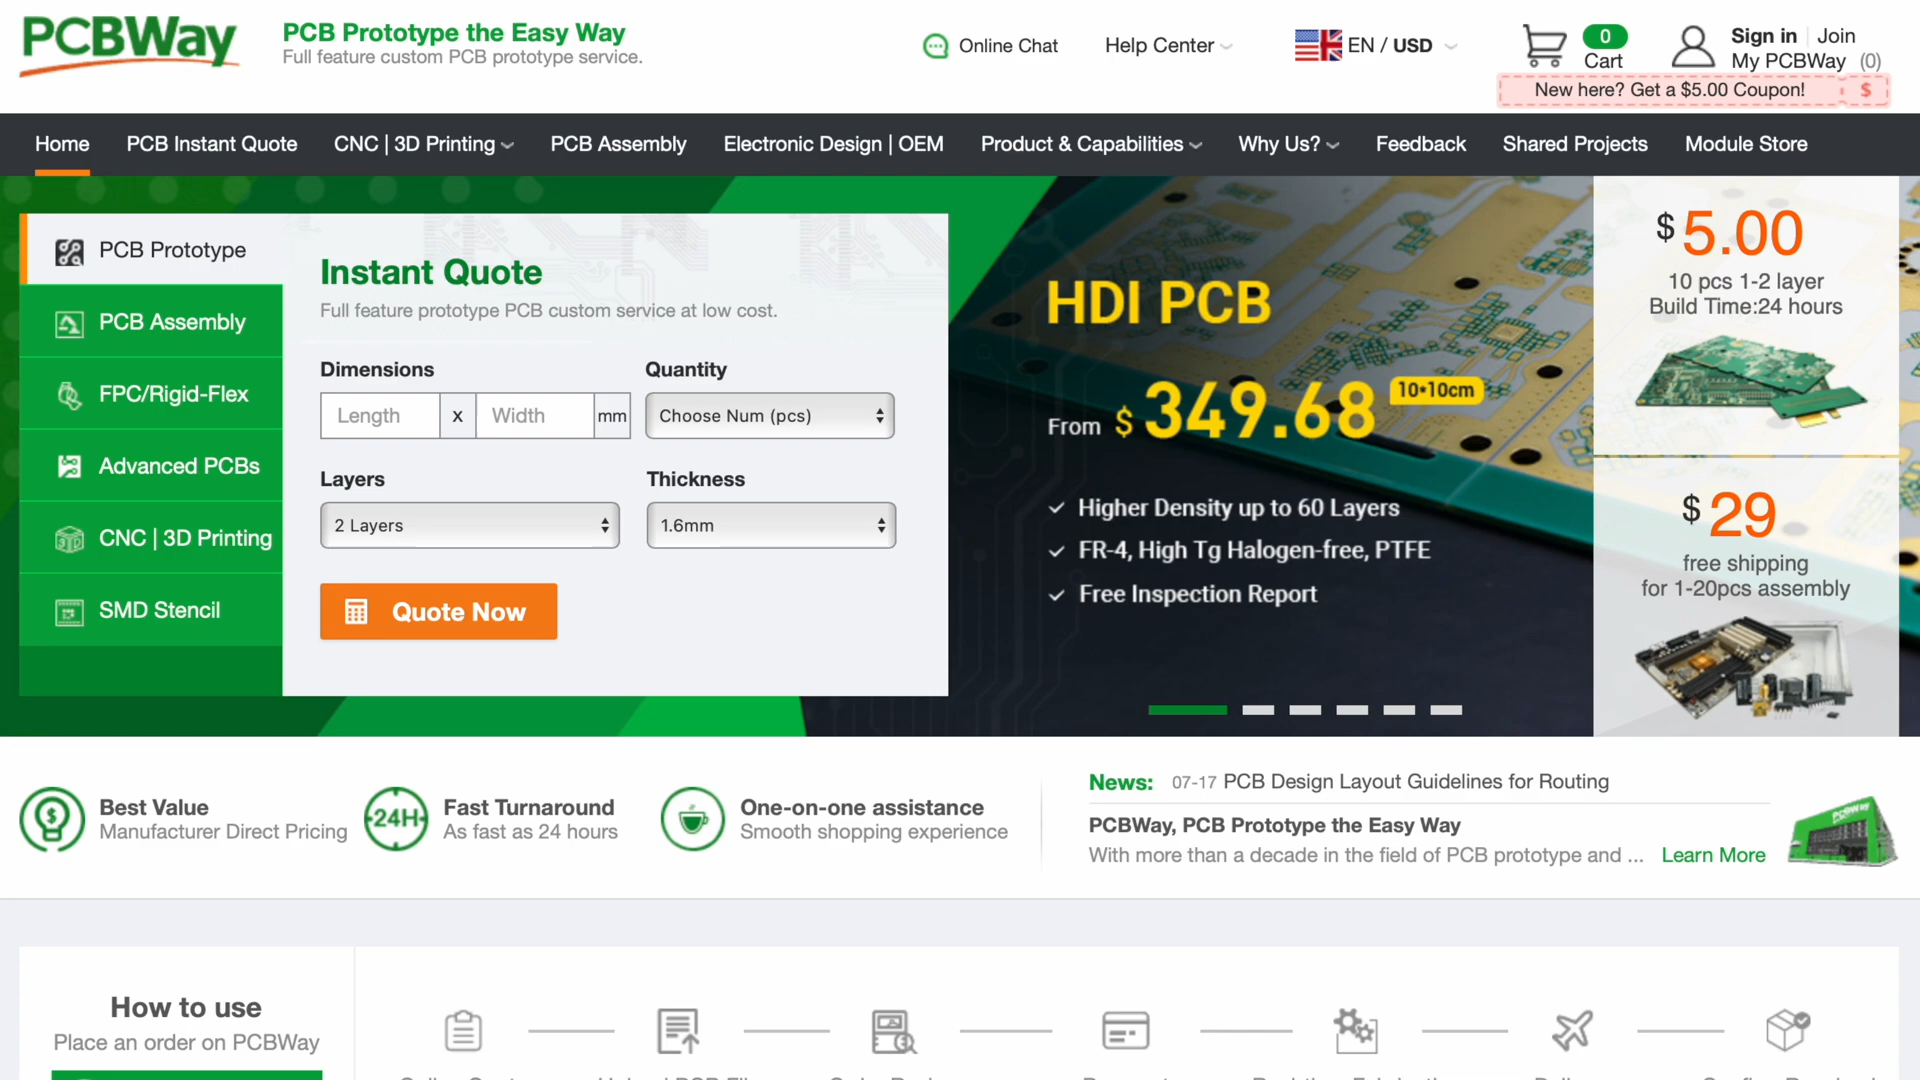 PCBWay
PCB Prototype the Easy Way
Full feature custom PCB prototype service.
Online Chat
Help Center
EN / USD
0
Cart
Sign in
Join
My PCBWay (0)
New here? Get a $5.00 Coupon!
$
Home
PCB Instant Quote
CNC | 3D Printing
PCB Assembly
Electronic Design | OEM
Product & Capabilities
Why Us?
Feedback
Shared Projects
Module Store
PCB Prototype
PCB Assembly
FPC/Rigid-Flex
Advanced PCBs
CNC | 3D Printing
SMD Stencil
Instant Quote
Full feature prototype PCB custom service at low cost.
Dimensions
Quantity
Length x Width mm
Choose Num (pcs)
Layers
Thickness
2 Layers
1.6mm
Quote Now
HDI PCB
From $ 349.68
10*10cm
Higher Density up to 60 Layers
FR-4, High Tg Halogen-free, PTFE
Free Inspection Report
$ 5.00
10 pcs 1-2 layer
Build Time:24 hours
$ 29
free shipping
for 1-20pcs assembly
Best Value
Manufacturer Direct Pricing
24H
Fast Turnaround
As fast as 24 hours
One-on-one assistance
Smooth shopping experience
News: 07-17 PCB Design Layout Guidelines for Routing
PCBWay, PCB Prototype the Easy Way
With more than a decade in the field of PCB prototype and ... Learn More
PCBWay
How to use
Place an order on PCBWay